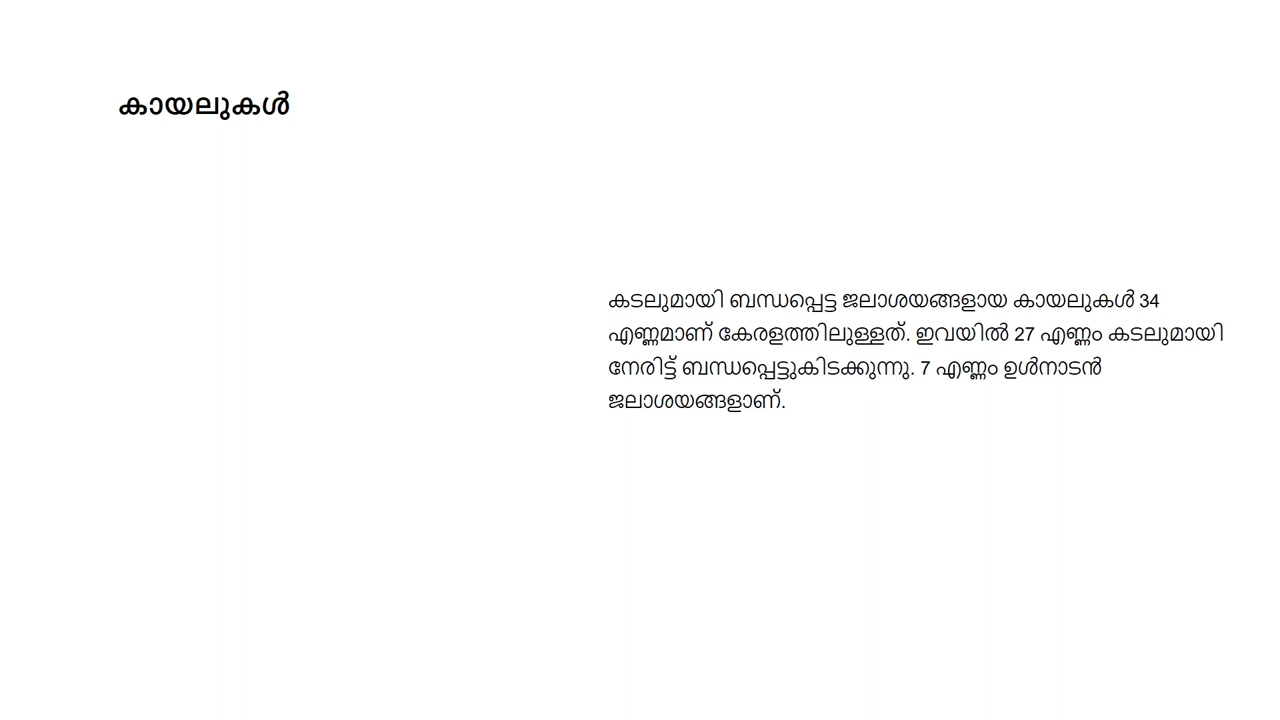 കായലുകൾ
കടലുമായി ബന്ധപ്പെട്ട ജലാശയങ്ങളായ കായലുകൾ 34
എണ്ണമാണ് കേരളത്തിലുള്ളത്. ഇവയിൽ 27 എണ്ണം കടലുമായി
നേരിട്ട് ബന്ധപ്പെട്ടുകിടക്കുന്നു. 7 എണ്ണം ഉൾനാടൻ
ജലാശയങ്ങളാണ്.